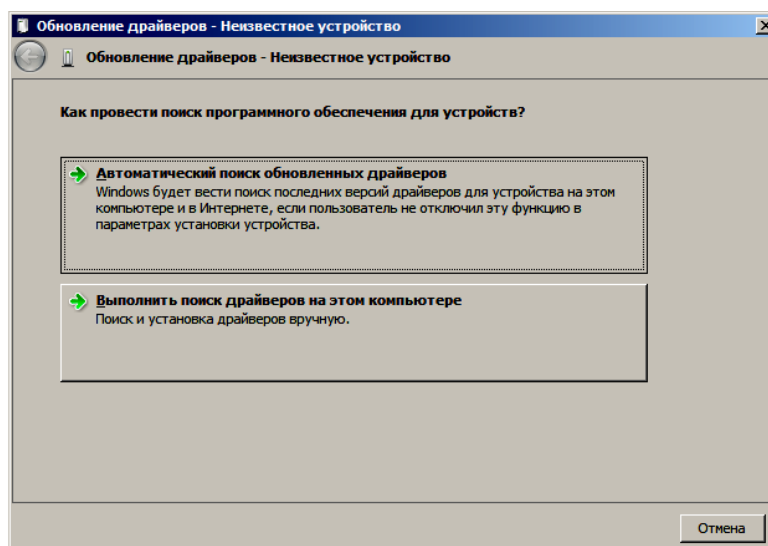 Обновление драйверов - Неизвестное устройство
Обновление драйверов - Неизвестное устройство
Как провести поиск программного обеспечения для устройств?
Автоматический поиск обновленных драйверов
Windows будет вести поиск последних версий драйверов для устройства на этом
компьютере и в Интернете, если пользователь не отключил эту функцию в
параметрах установки устройства.
Выполнить поиск драйверов на этом компьютере
Поиск и установка драйверов вручную.
Отмена